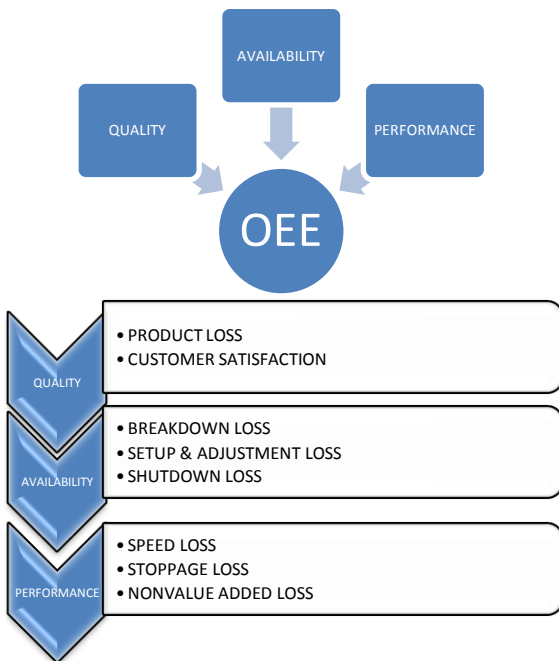 AVAILABILITY
QUALITY
PERFORMANCE
OEE
• PRODUCT LOSS
• CUSTOMER SATISFACTION
QUALITY
• BREAKDOWN LOSS
• SETUP & ADJUSTMENT LOSS
• SHUTDOWN LOSS
AVAILABILITY
• SPEED LOSS
• STOPPAGE LOSS
• NONVALUE ADDED LOSS
PERFORMANCE